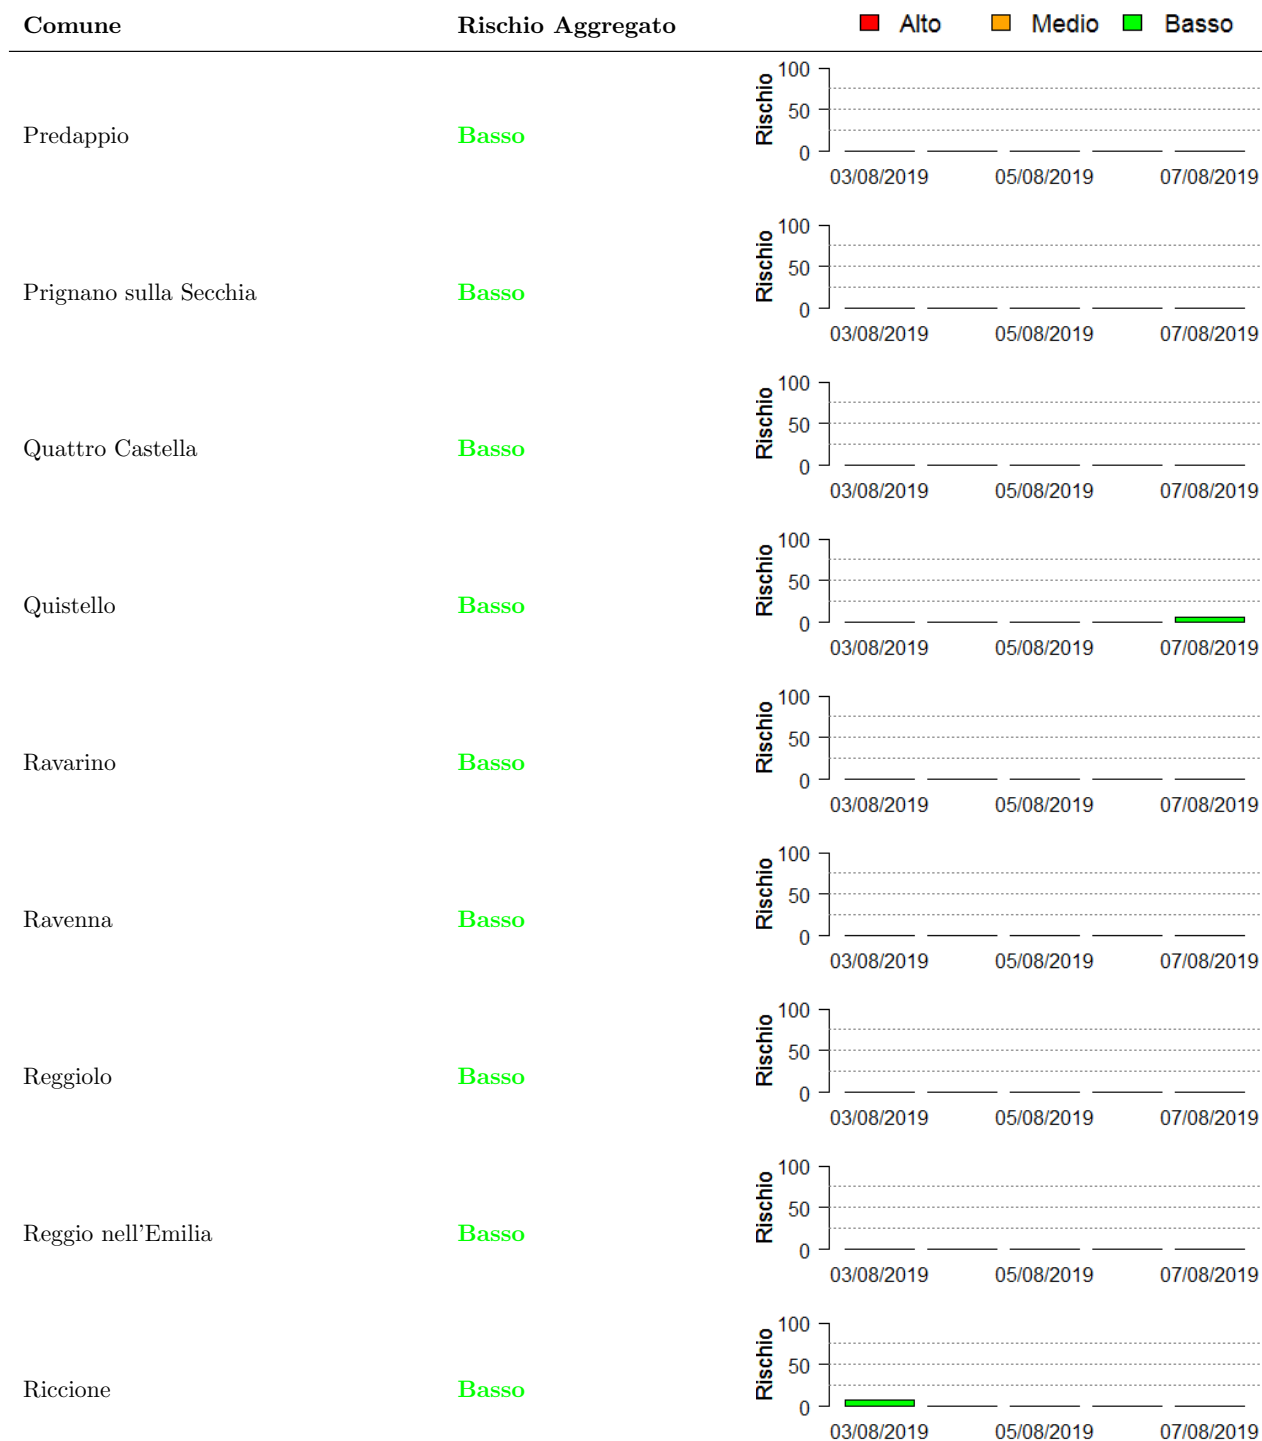 Comune Rischio Aggregato Alto Medio Basso
Predappio Basso
Rischio
100
50
0
03/08/2019 05/08/2019 07/08/2019
Prignano sulla Secchia Basso
Rischio
100
50
0
03/08/2019 05/08/2019 07/08/2019
Quattro Castella Basso
Rischio
100
50
0
03/08/2019 05/08/2019 07/08/2019
Quistello Basso
Rischio
100
50
0
03/08/2019 05/08/2019 07/08/2019
Ravarino Basso
Rischio
100
50
0
03/08/2019 05/08/2019 07/08/2019
Ravenna Basso
Rischio
100
50
0
03/08/2019 05/08/2019 07/08/2019
Reggiolo Basso
Rischio
100
50
0
03/08/2019 05/08/2019 07/08/2019
Reggio nell'Emilia Basso
Rischio
100
50
0
03/08/2019 05/08/2019 07/08/2019
Riccione Basso
Rischio
100
50
0
03/08/2019 05/08/2019 07/08/2019